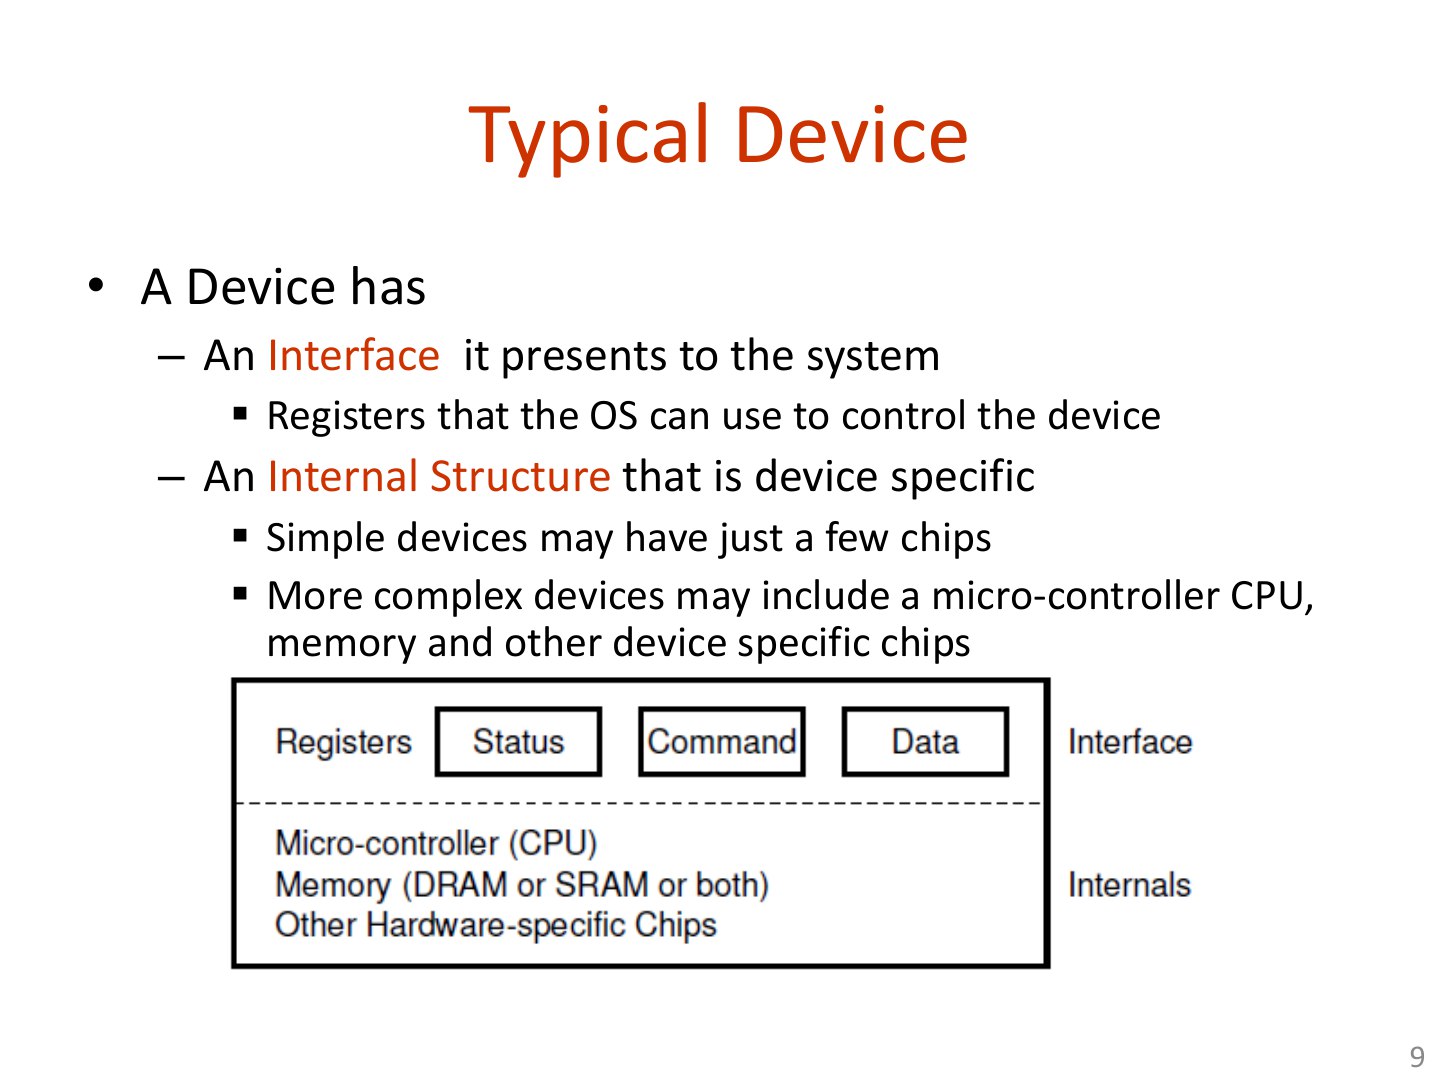 Typical Device
• A Device has
– An Interface it presents to the system
▪ Registers that the OS can use to control the device
– An Internal Structure that is device specific
▪ Simple devices may have just a few chips
▪ More complex devices may include a micro-controller CPU,
memory and other device specific chips
Registers Status Command Data Interface
Micro-controller (CPU)
Memory (DRAM or SRAM or both) Internals
Other Hardware-specific Chips
9